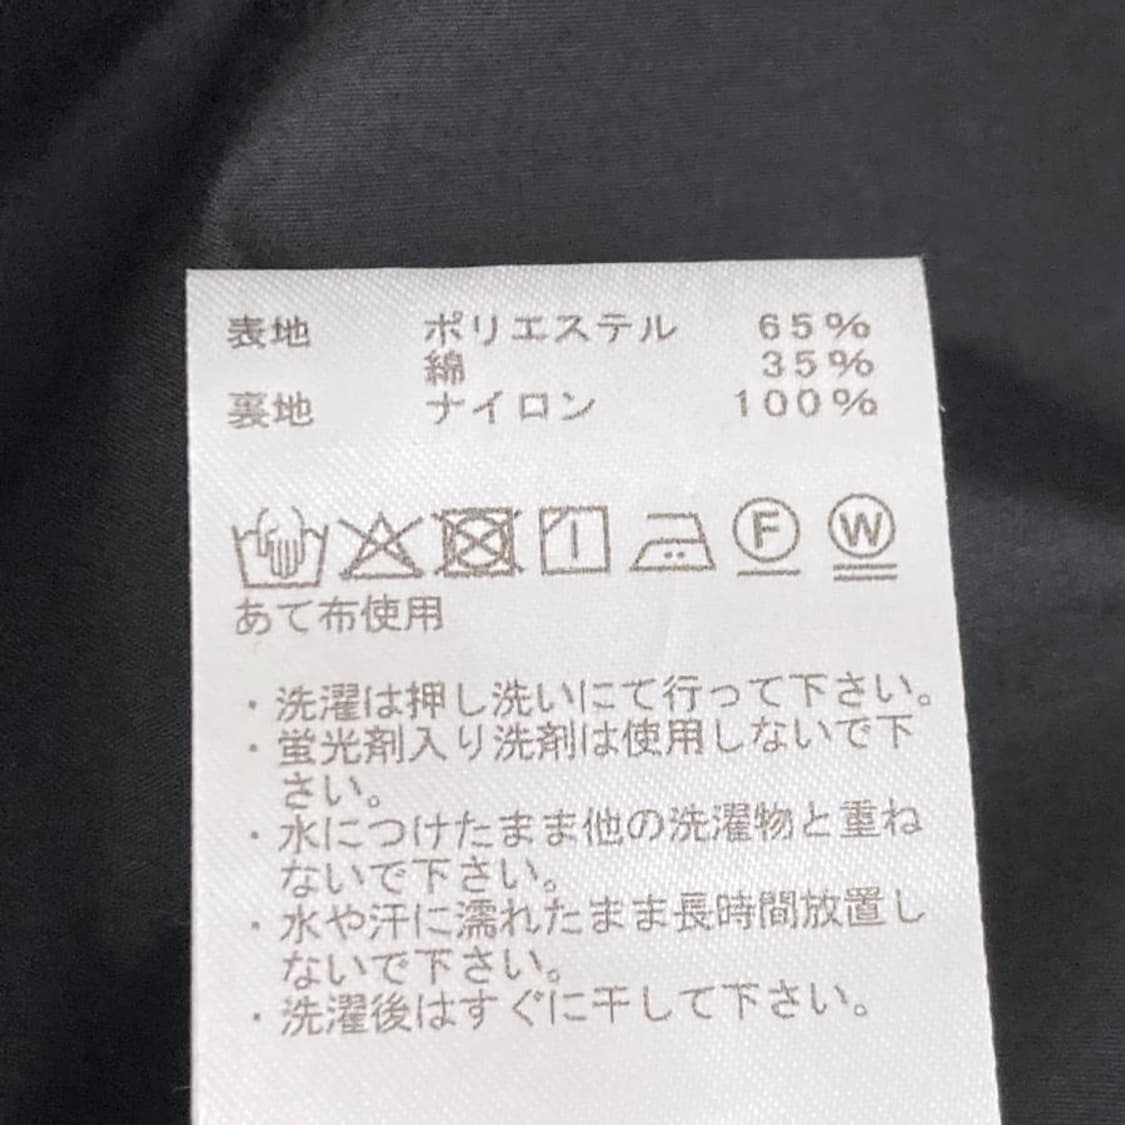 表地 ポリエステル 65%
綿 35%
裏地 ナイロン 100%
F W
あて布使用
・洗濯は押し洗いにて行って下さい。
・蛍光剤入り洗剤は使用しないで下
さい。
・水につけたまま他の洗濯物と重ね
ないで下さい。
・水や汗に濡れたまま長時間放置し
ないで下さい。
・洗濯後はすぐに干して下さい。